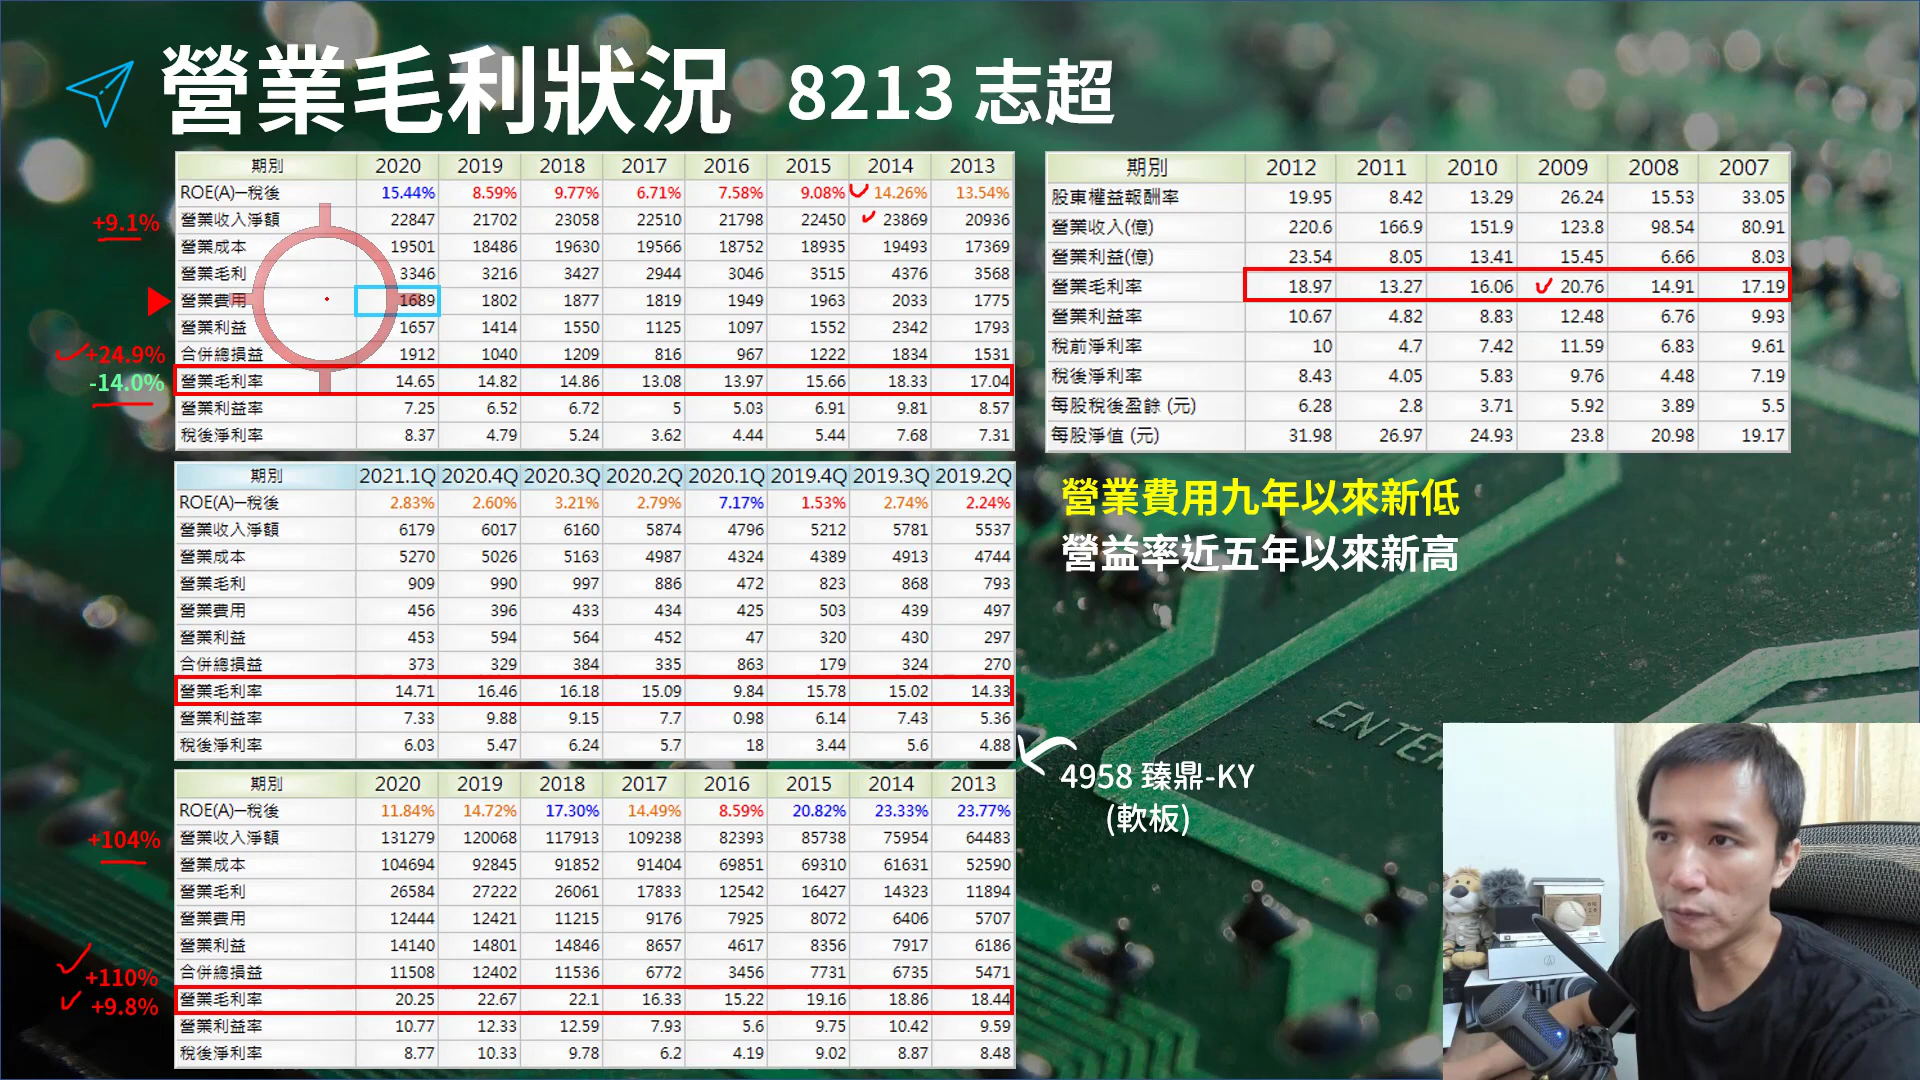 營業毛利狀況 8213 志超
期別 2020 2019 2018 2017 2016 2015 2014 2013
ROE(A)─稅後 15.44% 8.59% 9.77% 6.71% 7.58% 9.08% 14.26% 13.54%
+9.1% 營業收入淨額 22847 21702 23058 22510 21798 22450 23869 20936
營業成本 19501 18486 19630 19566 18752 18935 19493 17369
營業毛利 3346 3216 3427 2944 3046 3515 4376 3568
營業費用 1689 1802 1877 1819 1949 1963 2033 1775
營業利益 1657 1414 1550 1125 1097 1552 2342 1793
+24.9% 合併總損益 1912 1040 1209 816 967 1222 1834 1531
-14.0% 營業毛利率 14.65 14.82 14.86 13.08 13.97 15.66 18.33 17.04
營業利益率 7.25 6.52 6.72 5 5.03 6.91 9.81 8.57
稅後淨利率 8.37 4.79 5.24 3.62 4.44 5.44 7.68 7.31
期別 2012 2011 2010 2009 2008 2007
股東權益報酬率 19.95 8.42 13.29 26.24 15.53 33.05
營業收入(億) 220.6 166.9 151.9 123.8 98.54 80.91
營業利益(億) 23.54 8.05 13.41 15.45 6.66 8.03
營業毛利率 18.97 13.27 16.06 20.76 14.91 17.19
營業利益率 10.67 4.82 8.83 12.48 6.76 9.93
稅前淨利率 10 4.7 7.42 11.59 6.83 9.61
稅後淨利率 8.43 4.05 5.83 9.76 4.48 7.19
每股稅後盈餘 (元) 6.28 2.8 3.71 5.92 3.89 5.5
每股淨值 (元) 31.98 26.97 24.93 23.8 20.98 19.17
期別 2021.1Q 2020.4Q 2020.3Q 2020.2Q 2020.1Q 2019.4Q 2019.3Q 2019.2Q
ROE(A)─稅後 2.83% 2.60% 3.21% 2.79% 7.17% 1.53% 2.74% 2.24%
營業收入淨額 6179 6017 6160 5874 4796 5212 5781 5537
營業成本 5270 5026 5163 4987 4324 4389 4913 4744
營業毛利 909 990 997 886 472 823 868 793
營業費用 456 396 433 434 425 503 439 497
營業利益 453 594 564 452 47 320 430 297
合併總損益 373 329 384 335 863 179 324 270
營業毛利率 14.71 16.46 16.18 15.09 9.84 15.78 15.02 14.33
營業利益率 7.33 9.88 9.15 7.7 0.98 6.14 7.43 5.36
稅後淨利率 6.03 5.47 6.24 5.7 18 3.44 5.6 4.88
營業費用九年以來新低
營益率近五年以來新高
ENTER
4958 臻鼎-KY
(軟板)
期別 2020 2019 2018 2017 2016 2015 2014 2013
ROE(A)─稅後 11.84% 14.72% 17.30% 14.49% 8.59% 20.82% 23.33% 23.77%
+104% 營業收入淨額 131279 120068 117913 109238 82393 85738 75954 64483
營業成本 104694 92845 91852 91404 69851 69310 61631 52590
營業毛利 26584 27222 26061 17833 12542 16427 14323 11894
營業費用 12444 12421 11215 9176 7925 8072 6406 5707
營業利益 14140 14801 14846 8657 4617 8356 7917 6186
+110% 合併總損益 11508 12402 11536 6772 3456 7731 6735 5471
+9.8% 營業毛利率 20.25 22.67 22.1 16.33 15.22 19.16 18.86 18.44
營業利益率 10.77 12.33 12.59 7.93 5.6 9.75 10.42 9.59
稅後淨利率 8.77 10.33 9.78 6.2 4.19 9.02 8.87 8.48